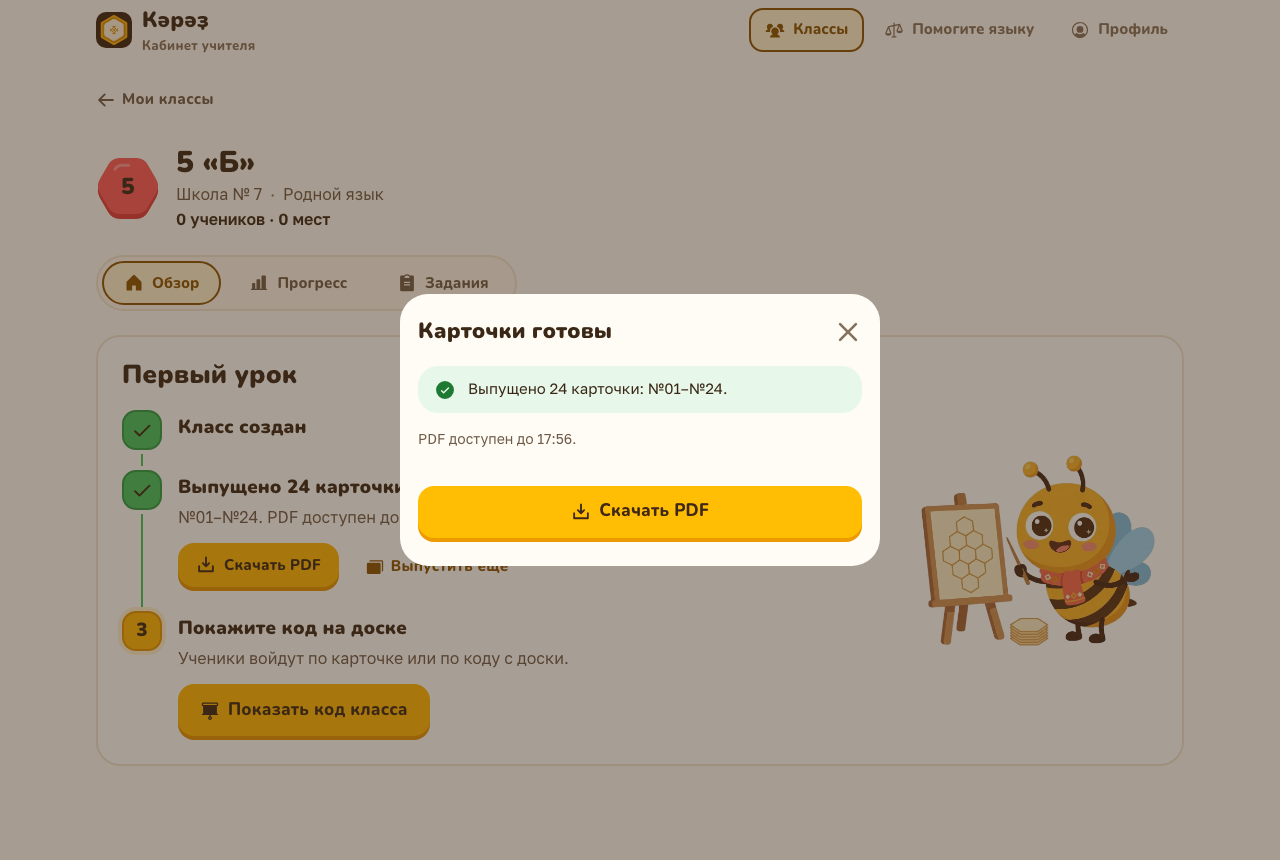 Кәрәҙ
Кабинет учителя
Классы
Помогите языку
Профиль
Мои классы
5
5 «Б»
Школа № 7 · Родной язык
0 учеников · 0 мест
Обзор
Прогресс
Задания
Карточки готовы
Выпущено 24 карточки: №01–№24.
PDF доступен до 17:56.
Скачать PDF
Первый урок
Класс создан
Выпущено 24 карточки
№01–№24. PDF доступен до
Скачать PDF
Выпустить ещё
3
Покажите код на доске
Ученики войдут по карточке или по коду с доски.
Показать код класса